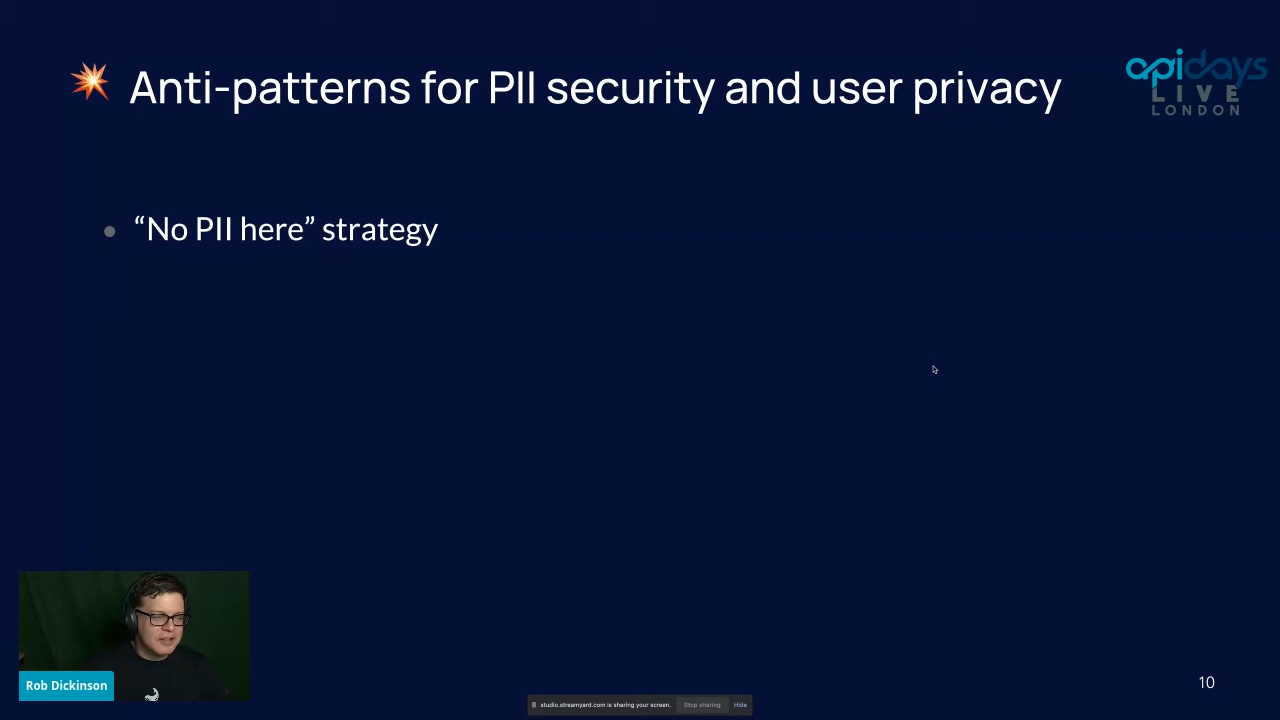 Anti-patterns for PII security and user privacy
apidays
LIVE
LONDON
“No PII here” strategy
Rob Dickinson
studio.streamyard.com is sharing your screen. Stop sharing Hide
10